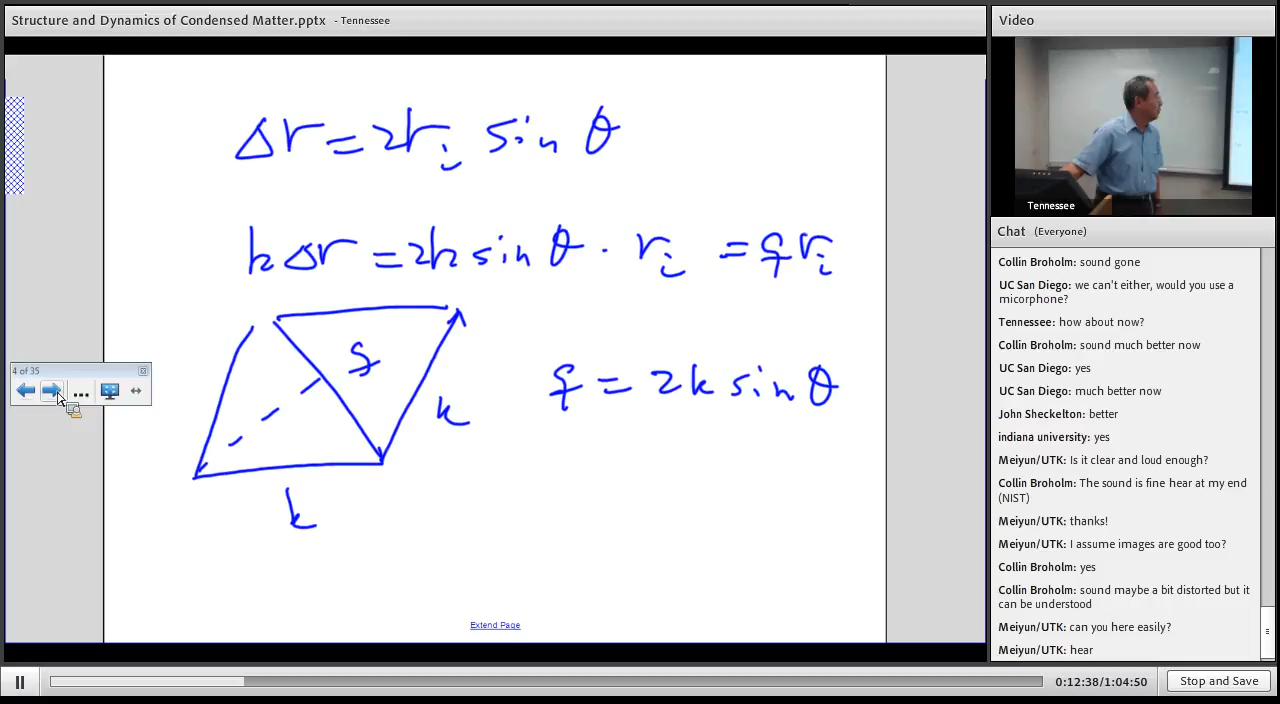 Structure and Dynamics of Condensed Matter.pptx - Tennessee
Δr = 2r_i sin θ
kΔr = 2k sin θ · r_i = q r_i
q
k
k
q = 2k sin θ
Extend Page
4 of 35
...
0:12:38/1:04:50
Stop and Save
Video
Tennessee
Chat (Everyone)
Collin Broholm: sound gone
UC San Diego: we can't either, would you use a
micorphone?
Tennessee: how about now?
Collin Broholm: sound much better now
UC San Diego: yes
UC San Diego: much better now
John Sheckelton: better
indiana university: yes
Meiyun/UTK: Is it clear and loud enough?
Collin Broholm: The sound is fine hear at my end
(NIST)
Meiyun/UTK: thanks!
Meiyun/UTK: I assume images are good too?
Collin Broholm: yes
Collin Broholm: sound maybe a bit distorted but it
can be understood
Meiyun/UTK: can you here easily?
Meiyun/UTK: hear